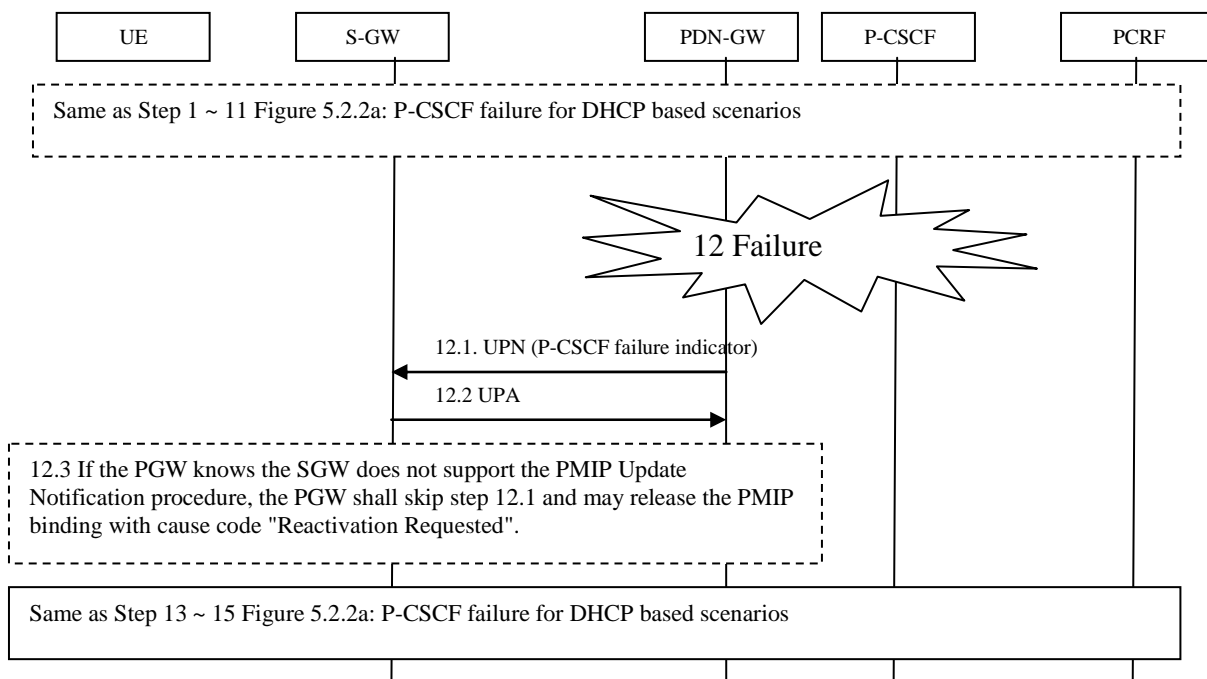 UE
S-GW
PDN-GW
P-CSCF
PCRF
Same as Step 1 ~ 11 Figure 5.2.2a: P-CSCF failure for DHCP based scenarios
12 Failure
12.1. UPN (P-CSCF failure indicator)
12.2 UPA
12.3 If the PGW knows the SGW does not support the PMIP Update
Notification procedure, the PGW shall skip step 12.1 and may release the PMIP
binding with cause code "Reactivation Requested".
Same as Step 13 ~ 15 Figure 5.2.2a: P-CSCF failure for DHCP based scenarios